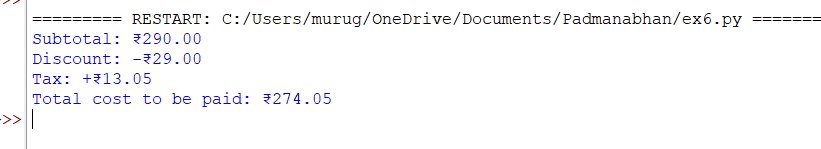 >>
========= RESTART: C:/Users/murug/OneDrive/Documents/Padmanabhan/ex6.py =======
Subtotal: ₹290.00
Discount: -₹29.00
Tax: +₹13.05
Total cost to be paid: ₹274.05
>>